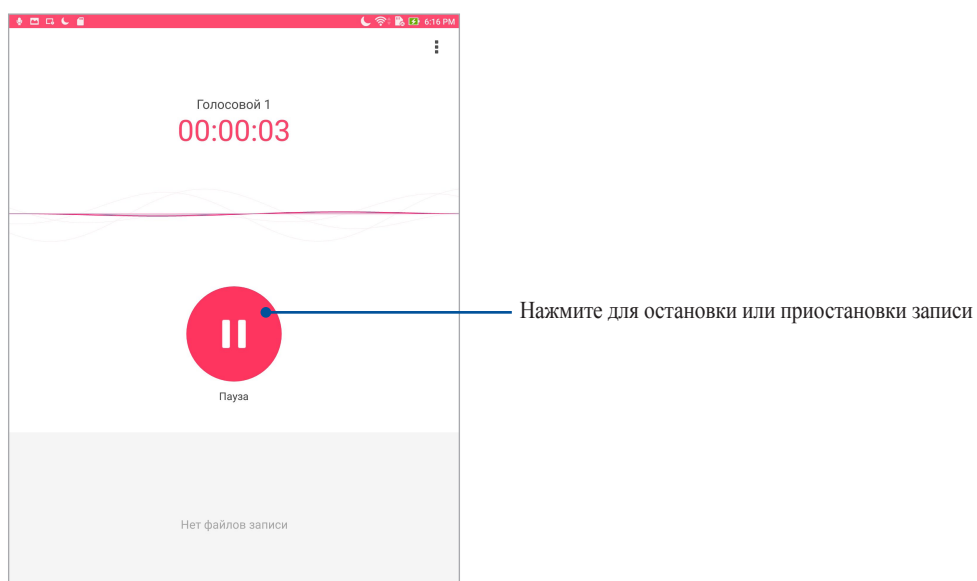 6:16 PM
Голосовой 1
00:00:03
Нажмите для остановки или приостановки записи
Пауза
Нет файлов записи